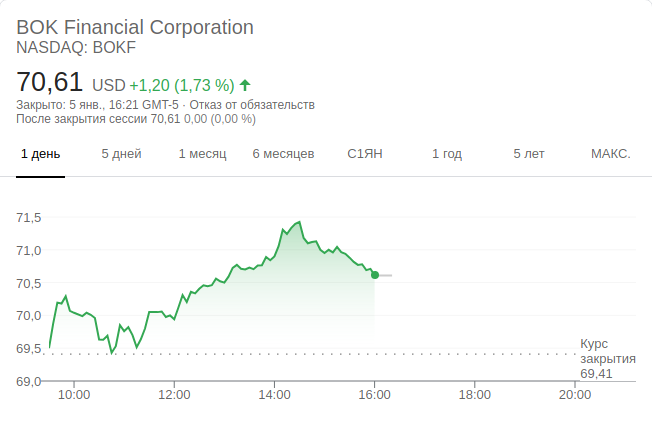 BOK Financial Corporation
NASDAQ: BOKF
70,61 USD +1,20 (1,73 %)
Закрыто: 5 янв., 16:21 GMT-5 · Отказ от обязательств
После закрытия сессии 70,61 0,00 (0,00 %)
1 день 5 дней 1 месяц 6 месяцев С1ЯН 1 год 5 лет МАКС.
71,5
71,0
70,5
70,0
69,5
69,0
Курс
закрытия
69,41
10:00 12:00 14:00 16:00 18:00 20:00